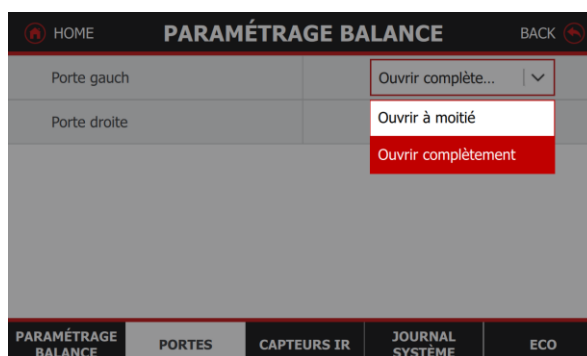 HOME PARAMÉTRAGE BALANCE BACK
Porte gauch Ouvrir complète...
Porte droite Ouvrir à moitié
Ouvrir complètement
PARAMÉTRAGE BALANCE PORTES CAPTEURS IR JOURNAL SYSTÈME ECO